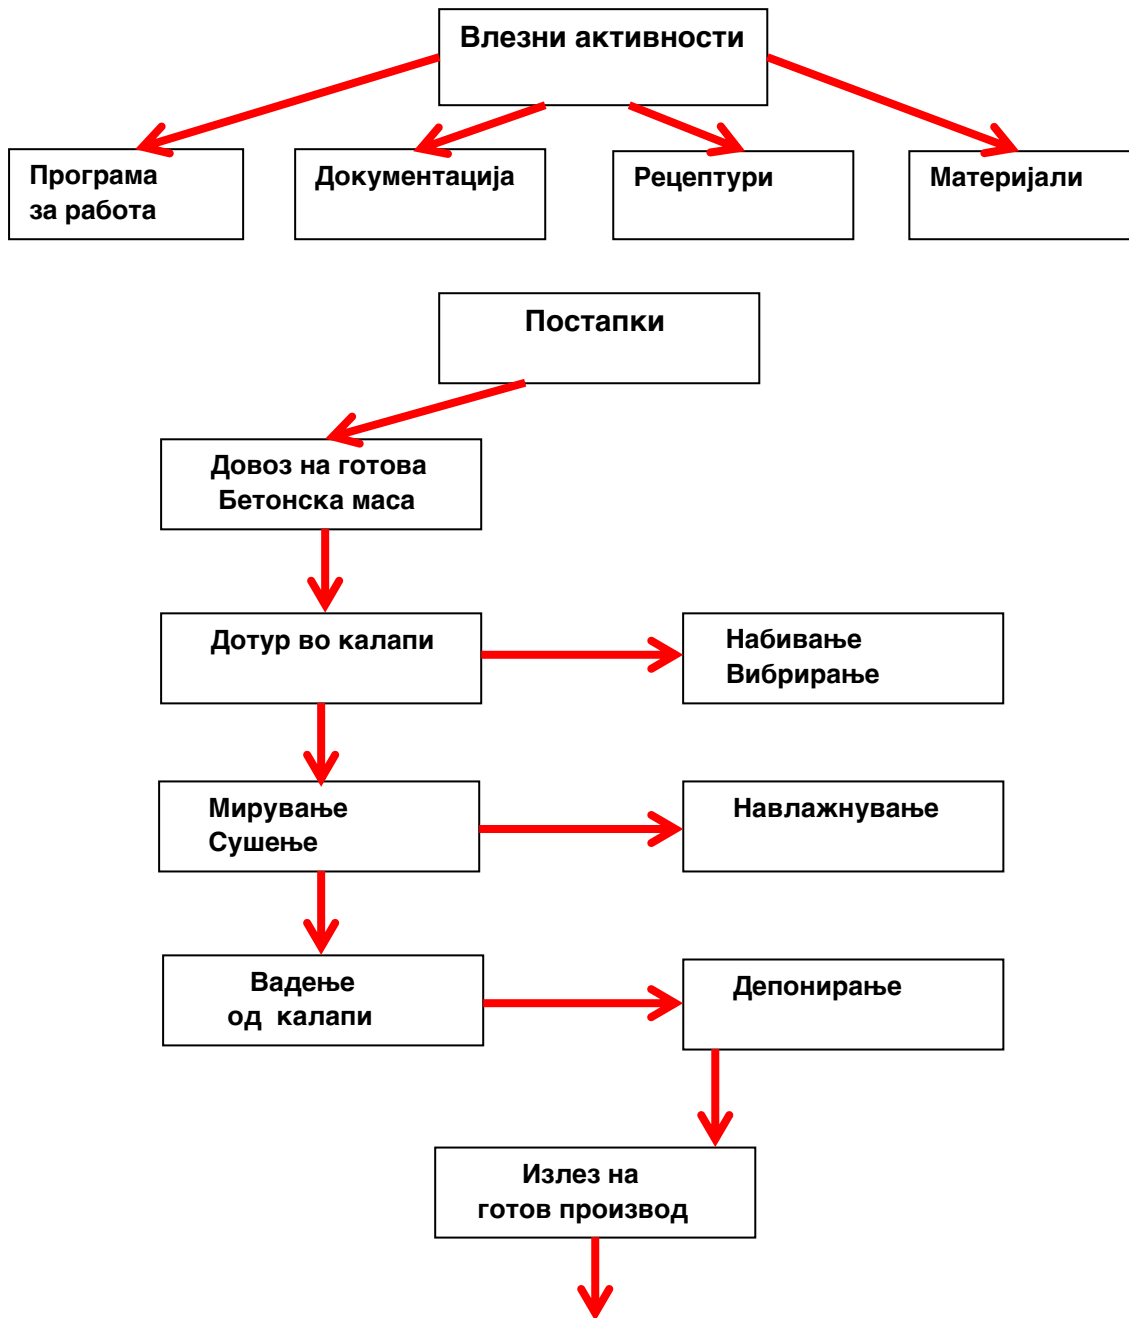 Влезни активности
Програма
за работа
Документација
Рецептури
Материјали
Постапки
Довоз на готова
Бетонска маса
Дотур во калапи
Набивање
Вибрирање
Мирување
Сушење
Навлажнување
Вадење
од калапи
Депонирање
Излез на
готов производ